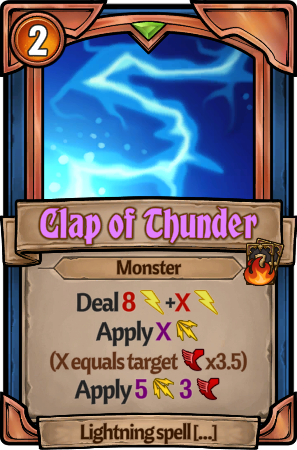 2
Clap of Thunder
Monster
Deal 8 +X
Apply X
(X equals target x3.5)
Apply 5 3
Lightning spell [...]